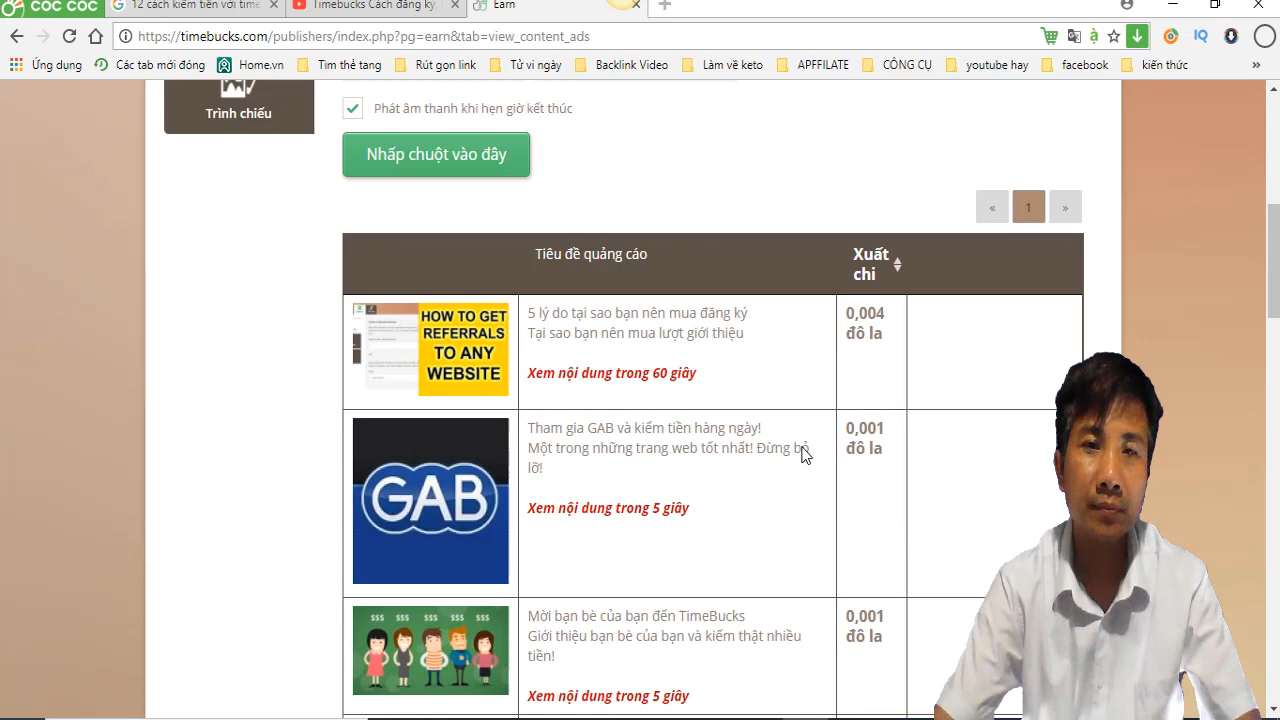 CỐC CỐC
12 cách kiếm tiền với time
Timebucks Cách đăng ký
Earn
https://timebucks.com/publishers/index.php?pg=earn&tab=view_content_ads
IQ
Ứng dụng
Các tab mới đóng
Home.vn
Tìm thẻ tang
Rút gọn link
Tử vi ngày
Backlink Video
Làm về keto
APFFILATE
CÔNG CU
youtube hay
facebook
kiến thức
»
Trình chiếu
Phát âm thanh khi hẹn giờ kết thúc
Nhấp chuột vào đây
« 1 »
Tiêu đề quảng cáo
Xuất
chi
HOW TO GET
REFERRALS
TO ANY
WEBSITE
5 lý do tại sao bạn nên mua đăng ký
Tại sao bạn nên mua lượt giới thiệu
Xem nội dung trong 60 giây
0,004
đô la
GAB
Tham gia GAB và kiếm tiền hàng ngày!
Một trong những trang web tốt nhất! Đừng bỏ
lỡ!
Xem nội dung trong 5 giây
0,001
đô la
$$$ $$$ $$$ $$$ $$$
Mời bạn bè của bạn đến TimeBucks
Giới thiệu bạn bè của bạn và kiếm thật nhiều
tiền!
Xem nội dung trong 5 giây
0,001
đô la